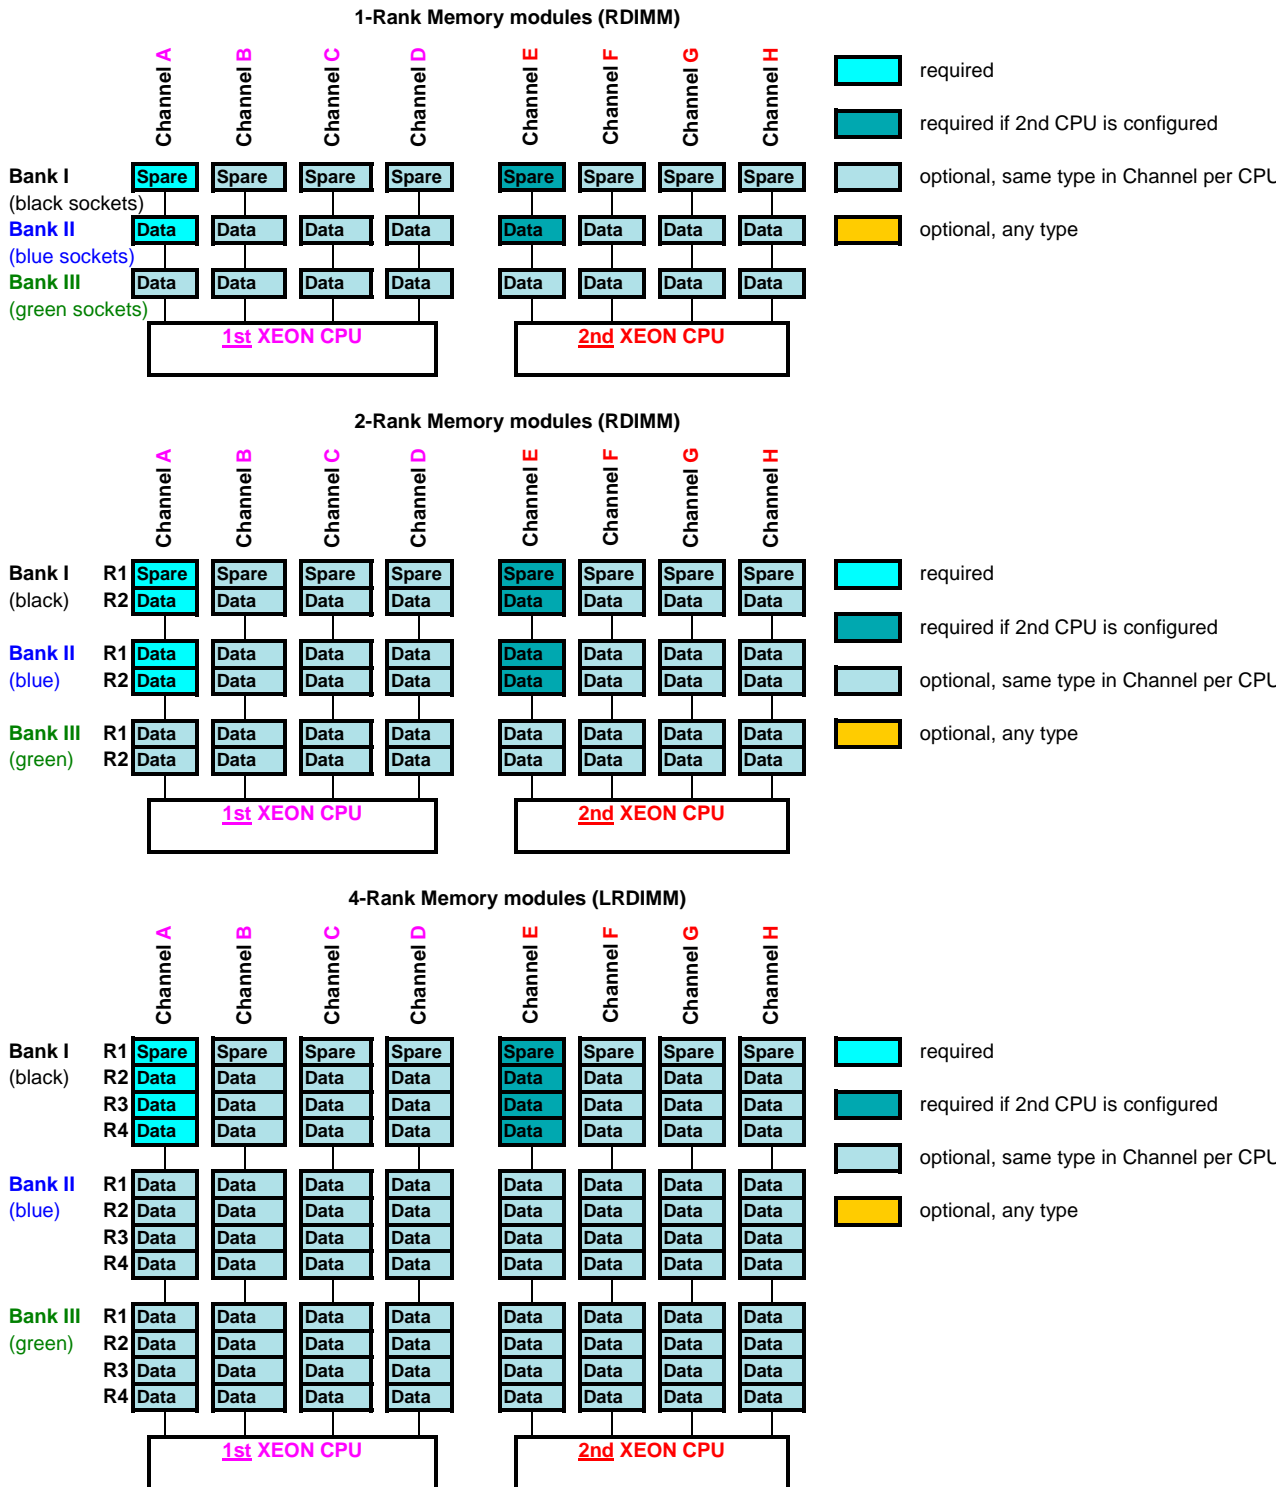 1-Rank Memory modules (RDIMM)
Channel A Channel B Channel C Channel D Channel E Channel F Channel G Channel H
required
required if 2nd CPU is configured
Bank I Spare Spare Spare Spare Spare Spare Spare Spare optional, same type in Channel per CPU
(black sockets)
Bank II Data Data Data Data Data Data Data Data optional, any type
(blue sockets)
Bank III Data Data Data Data Data Data Data Data
(green sockets)
1st XEON CPU 2nd XEON CPU
2-Rank Memory modules (RDIMM)
Channel A Channel B Channel C Channel D Channel E Channel F Channel G Channel H
Bank I R1 Spare Spare Spare Spare Spare Spare Spare Spare required
(black) R2 Data Data Data Data Data Data Data Data
required if 2nd CPU is configured
Bank II R1 Data Data Data Data Data Data Data Data
(blue) R2 Data Data Data Data Data Data Data Data optional, same type in Channel per CPU
Bank III R1 Data Data Data Data Data Data Data Data optional, any type
(green) R2 Data Data Data Data Data Data Data Data
1st XEON CPU 2nd XEON CPU
4-Rank Memory modules (LRDIMM)
Channel A Channel B Channel C Channel D Channel E Channel F Channel G Channel H
Bank I R1 Spare Spare Spare Spare Spare Spare Spare Spare required
(black) R2 Data Data Data Data Data Data Data Data
R3 Data Data Data Data Data Data Data Data required if 2nd CPU is configured
R4 Data Data Data Data Data Data Data Data
optional, same type in Channel per CPU
Bank II R1 Data Data Data Data Data Data Data Data
(blue) R2 Data Data Data Data Data Data Data Data optional, any type
R3 Data Data Data Data Data Data Data Data
R4 Data Data Data Data Data Data Data Data
Bank III R1 Data Data Data Data Data Data Data Data
(green) R2 Data Data Data Data Data Data Data Data
R3 Data Data Data Data Data Data Data Data
R4 Data Data Data Data Data Data Data Data
1st XEON CPU 2nd XEON CPU